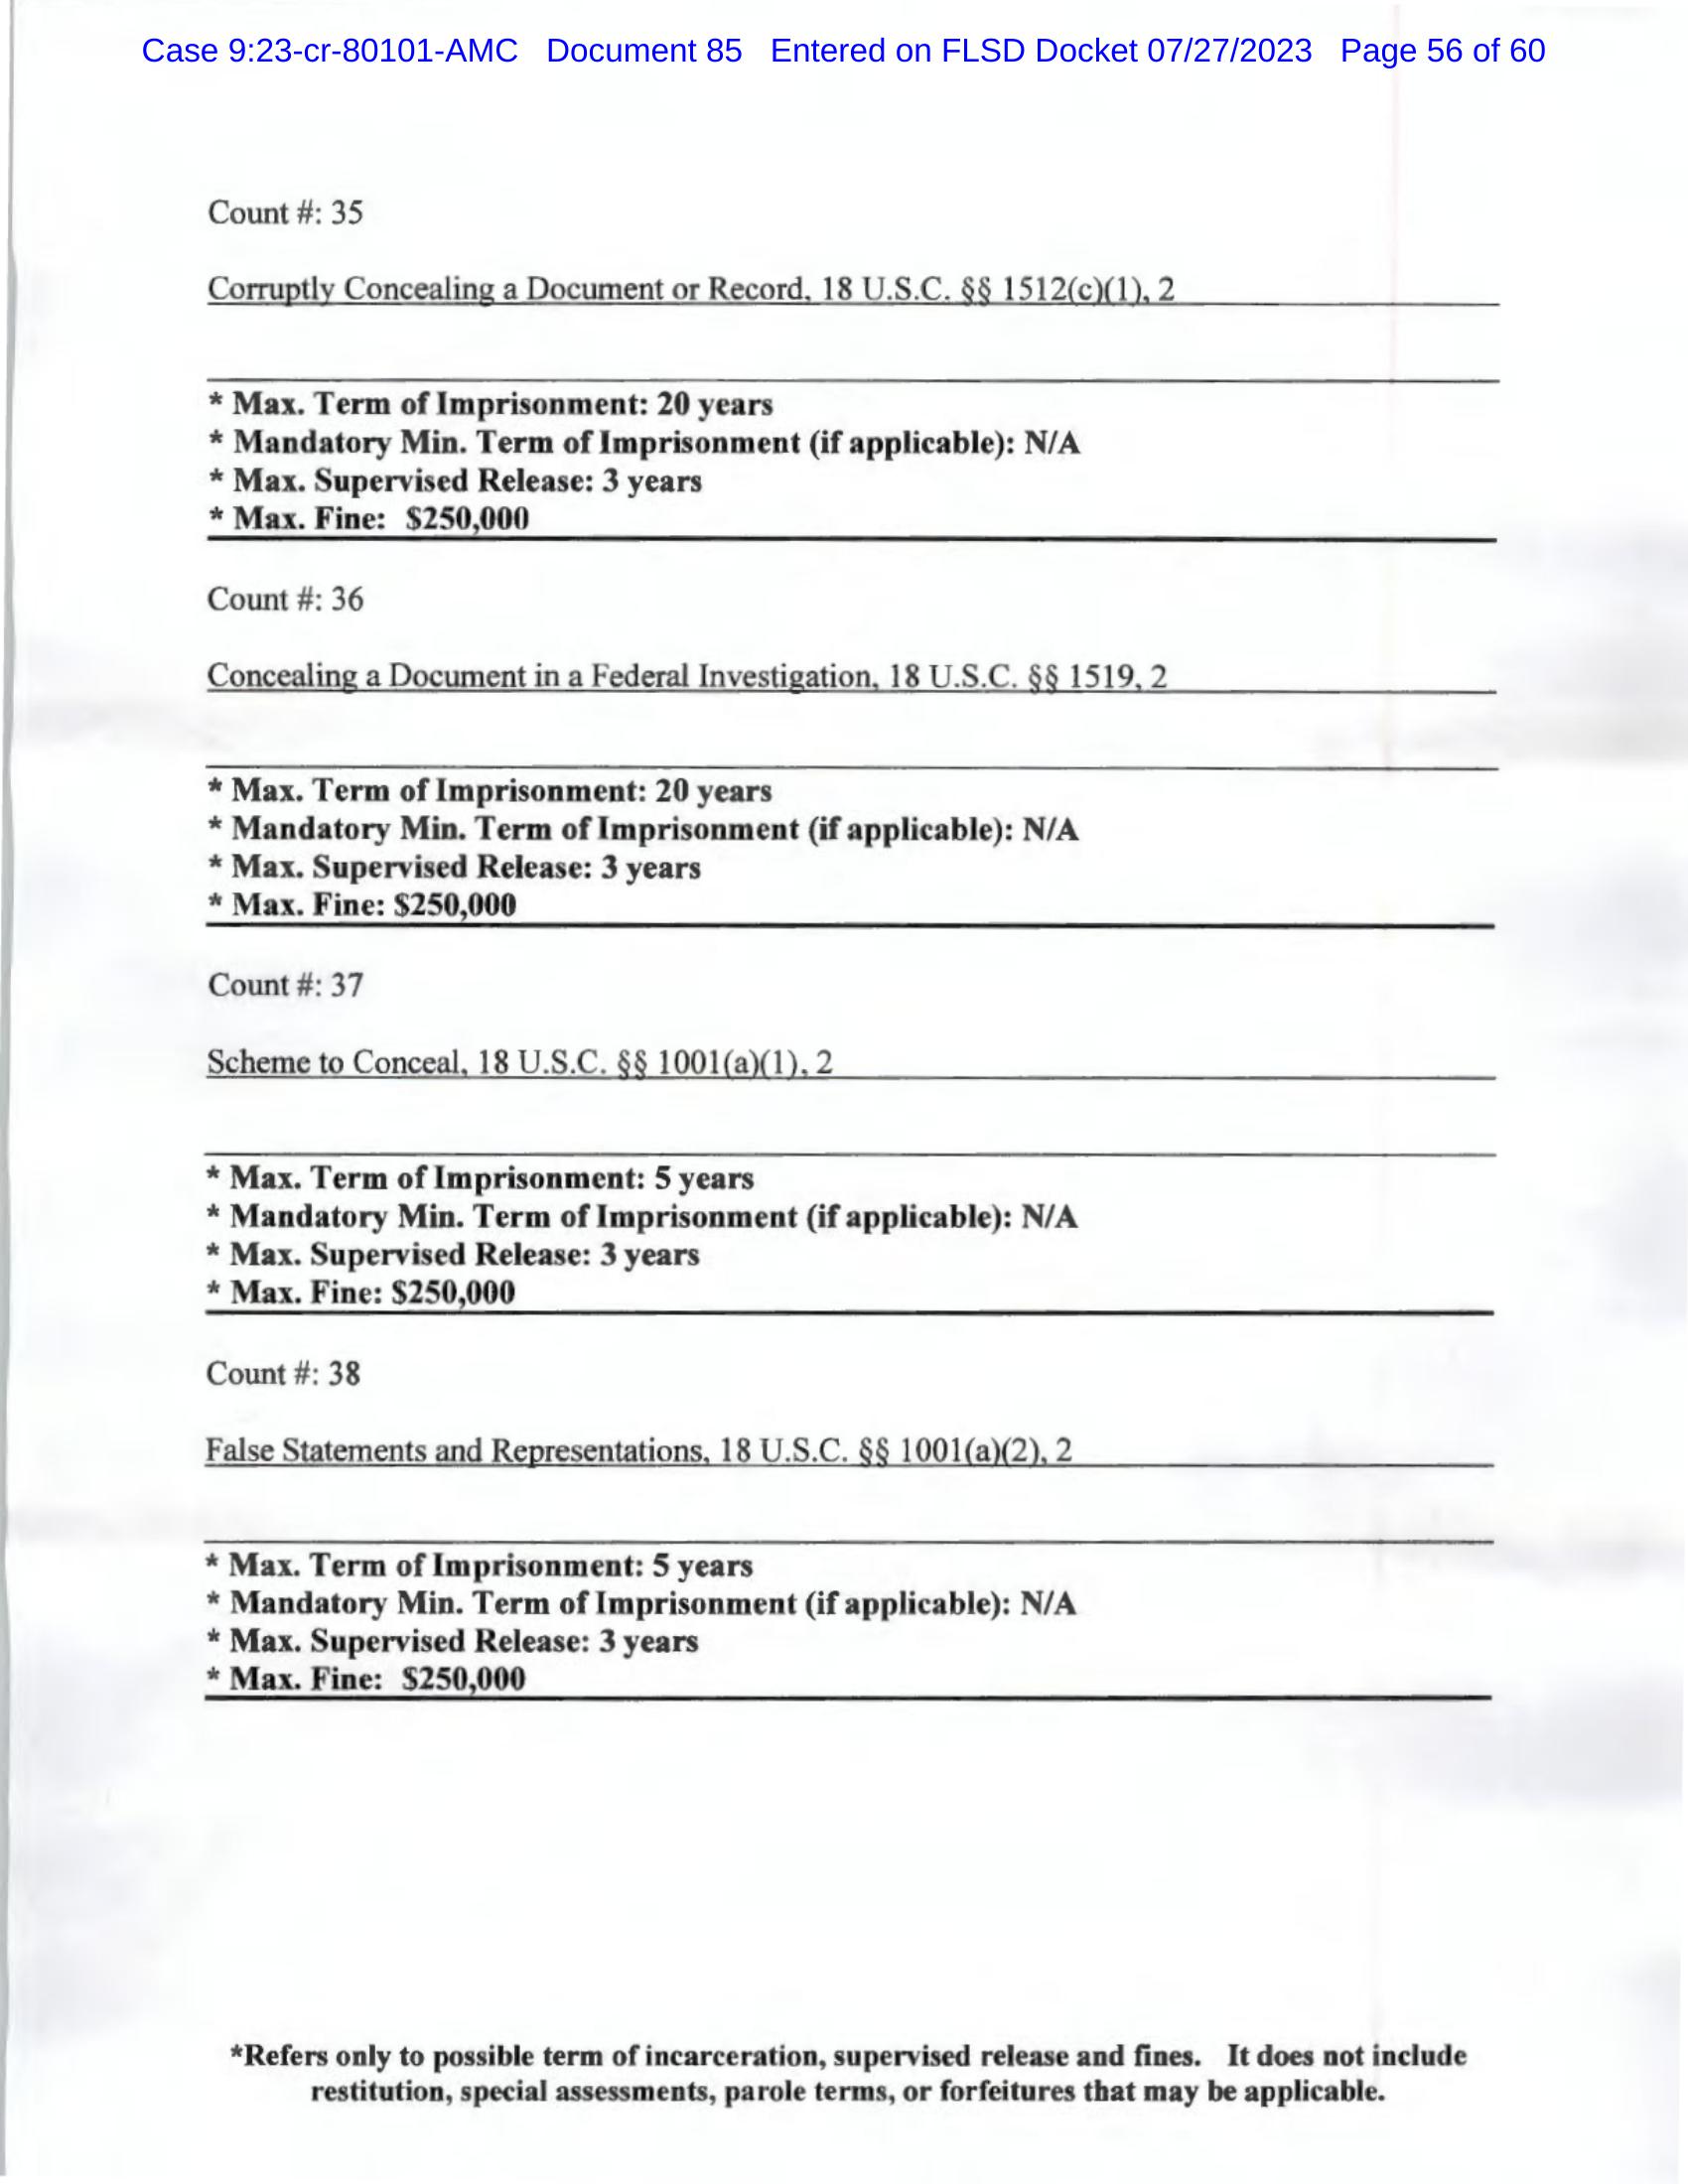 Case 9:23-cr-80101-AMC Document 85 Entered on FLSD Docket 07/27/2023 Page 56 of 60
Count #: 35
Corruptly Concealing a Document or Record, 18 U.S.C. §§ 1512(c)(1), 2
* Max. Term of Imprisonment: 20 years
* Mandatory Min. Term of Imprisonment (if applicable): N/A
* Max. Supervised Release: 3 years
* Max. Fine: $250,000
Count #: 36
Concealing a Document in a Federal Investigation, 18 U.S.C. §§ 1519, 2
* Max. Term of Imprisonment: 20 years
* Mandatory Min. Term of Imprisonment (if applicable): N/A
* Max. Supervised Release: 3 years
* Max. Fine: $250,000
Count #: 37
Scheme to Conceal, 18 U.S.C. §§ 1001(a)(1), 2
* Max. Term of Imprisonment: 5 years
* Mandatory Min. Term of Imprisonment (if applicable): N/A
* Max. Supervised Release: 3 years
* Max. Fine: $250,000
Count #: 38
False Statements and Representations, 18 U.S.C. §§ 1001(a)(2), 2
* Max. Term of Imprisonment: 5 years
* Mandatory Min. Term of Imprisonment (if applicable): N/A
* Max. Supervised Release: 3 years
* Max. Fine: $250,000
*Refers only to possible term of incarceration, supervised release and fines. It does not include
restitution, special assessments, parole terms, or forfeitures that may be applicable.